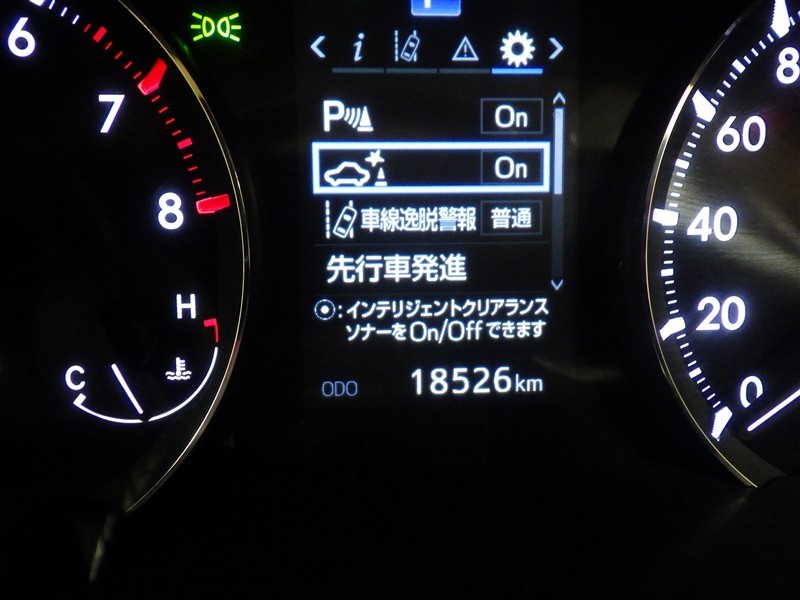 6
7
8
H
C
i
P On
On
車線逸脱警報 普通
先行車発進
: インテリジェントクリアランス
ソナーをOn/Offできます
ODO 18526km
8
60
40
20
0